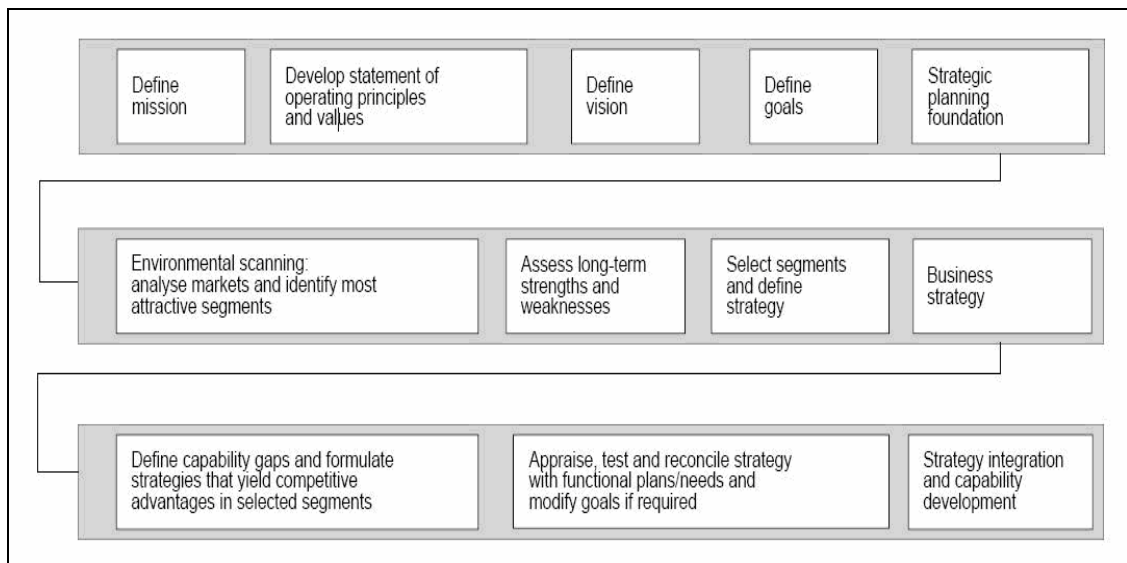 Define
mission
Develop statement of
operating principles
and values
Define
vision
Define
goals
Strategic
planning
foundation
Environmental scanning:
analyse markets and identify most
attractive segments
Assess long-term
strengths and
weaknesses
Select segments
and define
strategy
Business
strategy
Define capability gaps and formulate
strategies that yield competitive
advantages in selected segments
Appraise, test and reconcile strategy
with functional plans/needs and
modify goals if required
Strategy integration
and capability
development